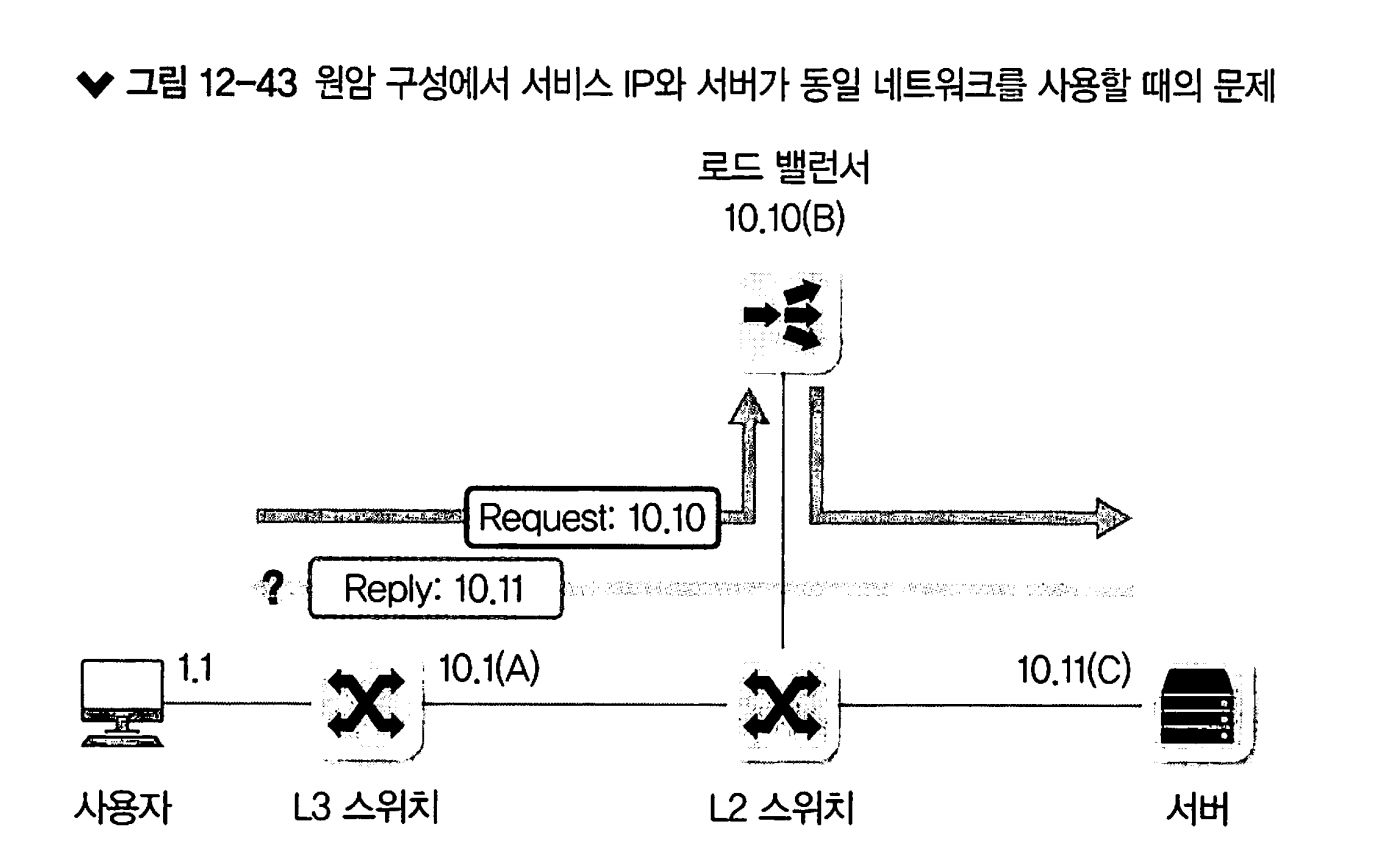 그림 12-43 원암 구성에서 서비스 IP와 서버가 동일 네트워크를 사용할 때의 문제
로드 밸런서
10.10(B)
Request: 10.10
? Reply: 10.11
1.1
10.1(A)
10.11(C)
사용자
L3 스위치
L2 스위치
서버